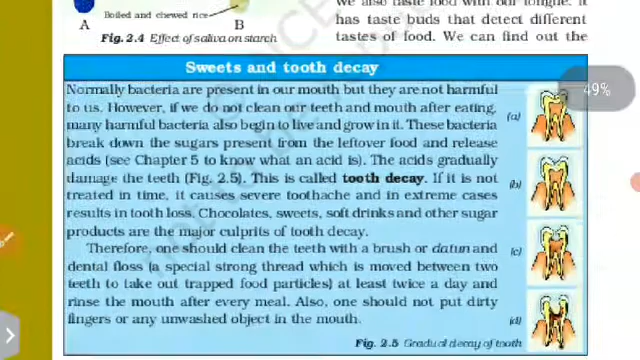 we also taste food with our tongue. It
has taste buds that detect different
tastes of food. We can find out the
Boiled and chewed rice
A
B
Fig. 2.4 Effect of saliva on starch
Sweets and tooth decay
Normally bacteria are present in our mouth but they are not harmful
to us. However, if we do not clean our teeth and mouth after eating,
many harmful bacteria also begin to live and grow in it. These bacteria
break down the sugars present from the leftover food and release
acids (see Chapter 5 to know what an acid is). The acids gradually
damage the teeth (Fig. 2.5). This is called tooth decay. If it is not
treated in time, it causes severe toothache and in extreme cases
results in tooth loss. Chocolates, sweets, soft drinks and other sugar
products are the major culprits of tooth decay.
Therefore, one should clean the teeth with a brush or datun and
dental floss (a special strong thread which is moved between two
teeth to take out trapped food particles) at least twice a day and
rinse the mouth after every meal. Also, one should not put dirty
fingers or any unwashed object in the mouth.
(a)
(b)
(c)
(d)
Fig. 2.5 Gradual decay of tooth
49%